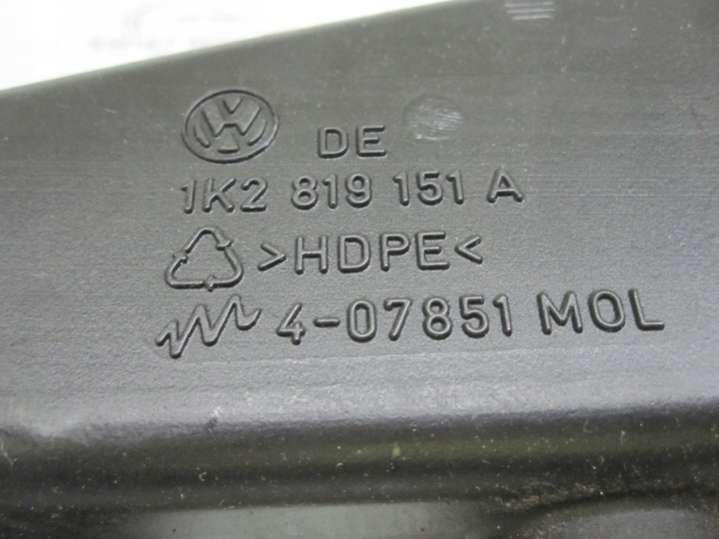 DE
1K2 819 151 A
>HDPE<
4-07851 MOL